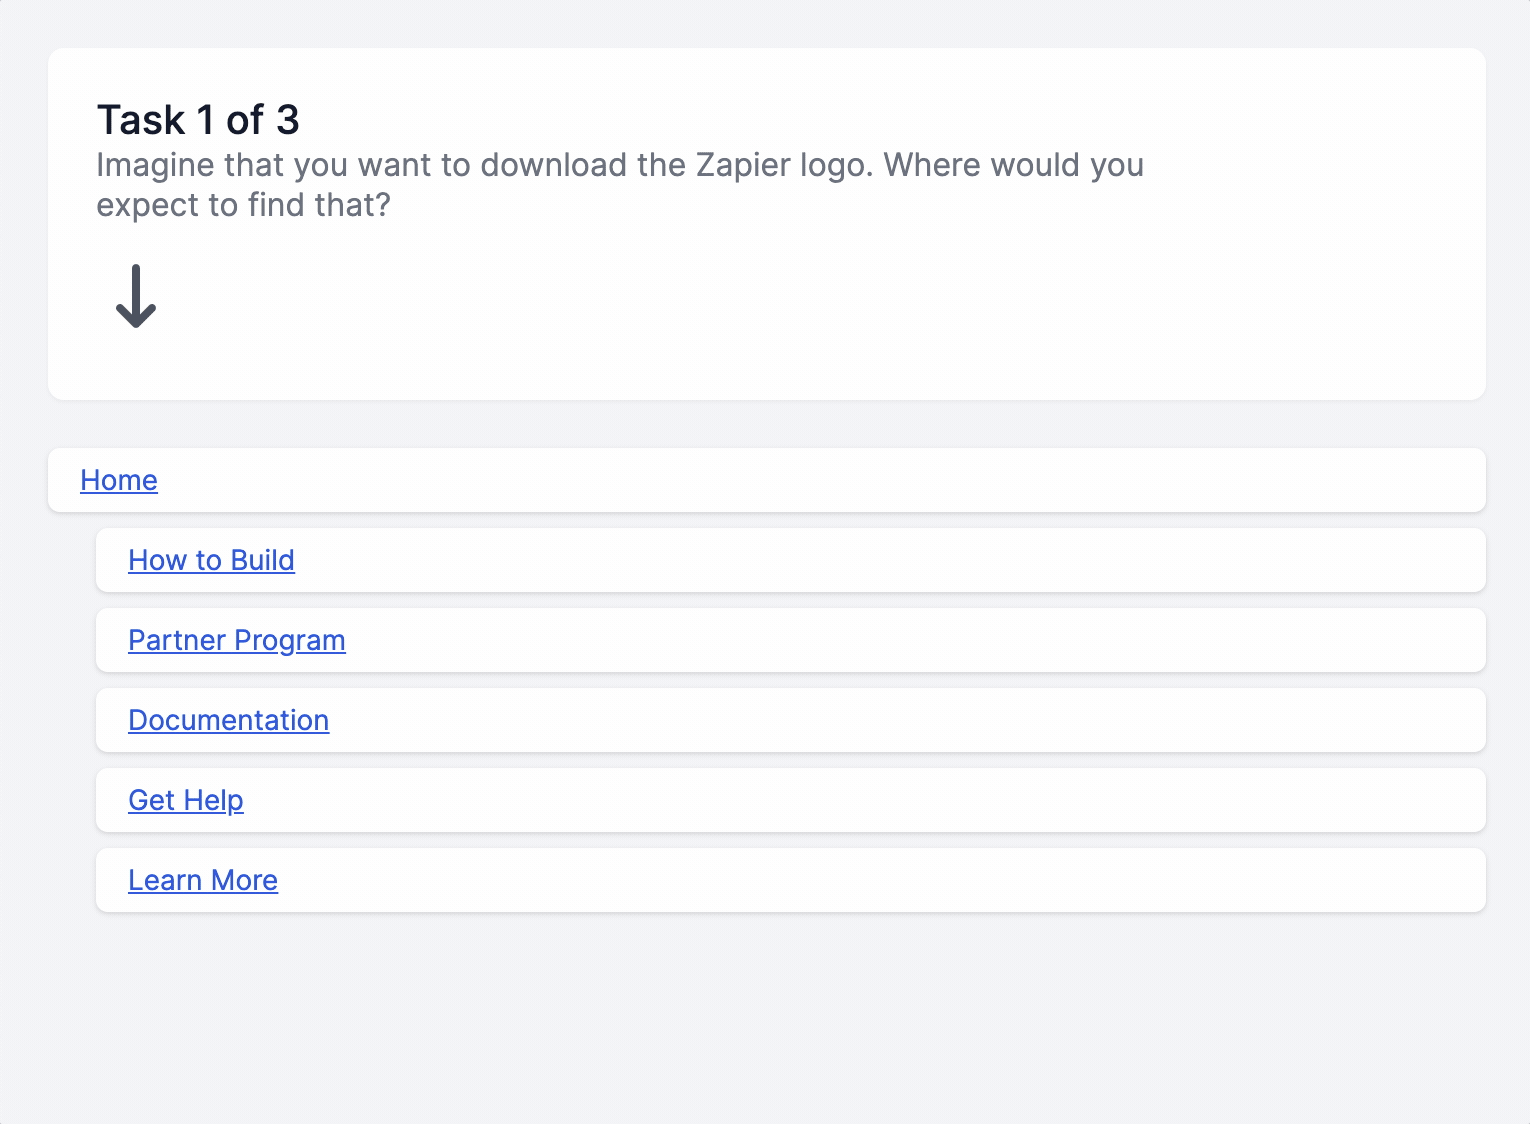 Task 1 of 3
Imagine that you want to download the Zapier logo. Where would you
expect to find that?
Home
How to Build
Partner Program
Documentation
Get Help
Learn More